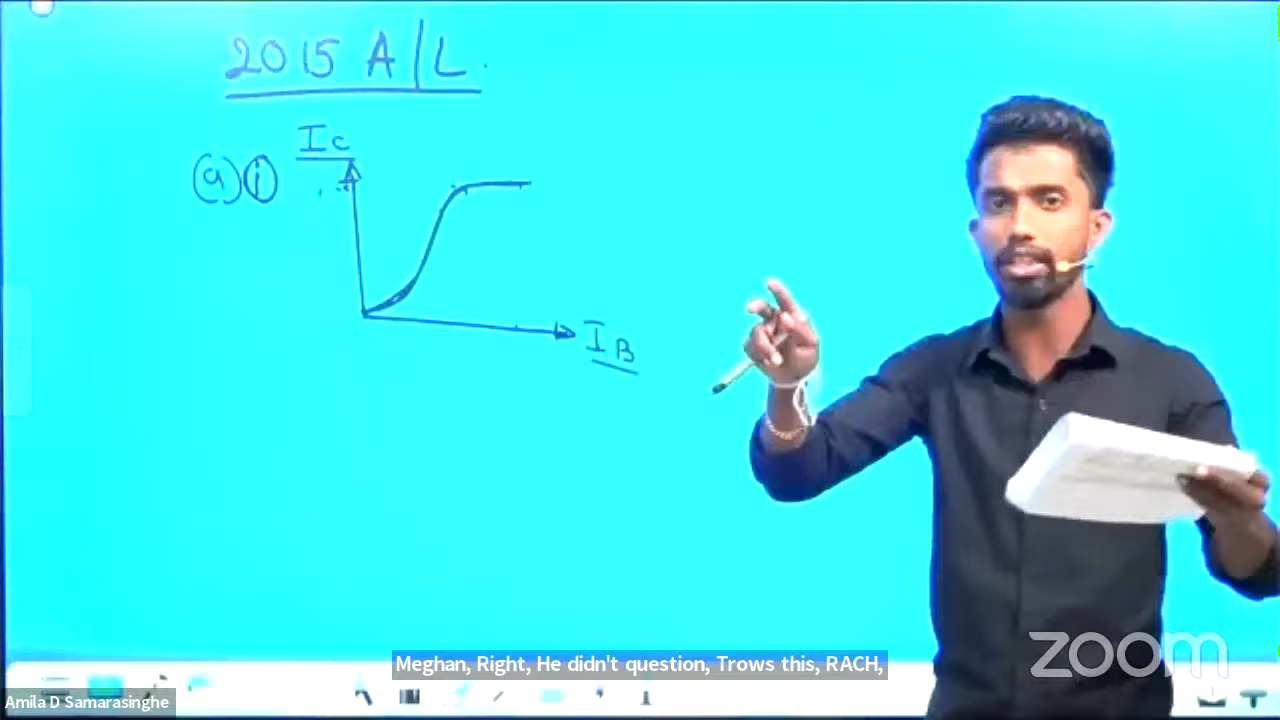 2015 A/L.
Ic
(a) (i)
IB
Meghan, Right, He didn't question, Trows this, RACH,
zoom
Amila D Samarasinghe